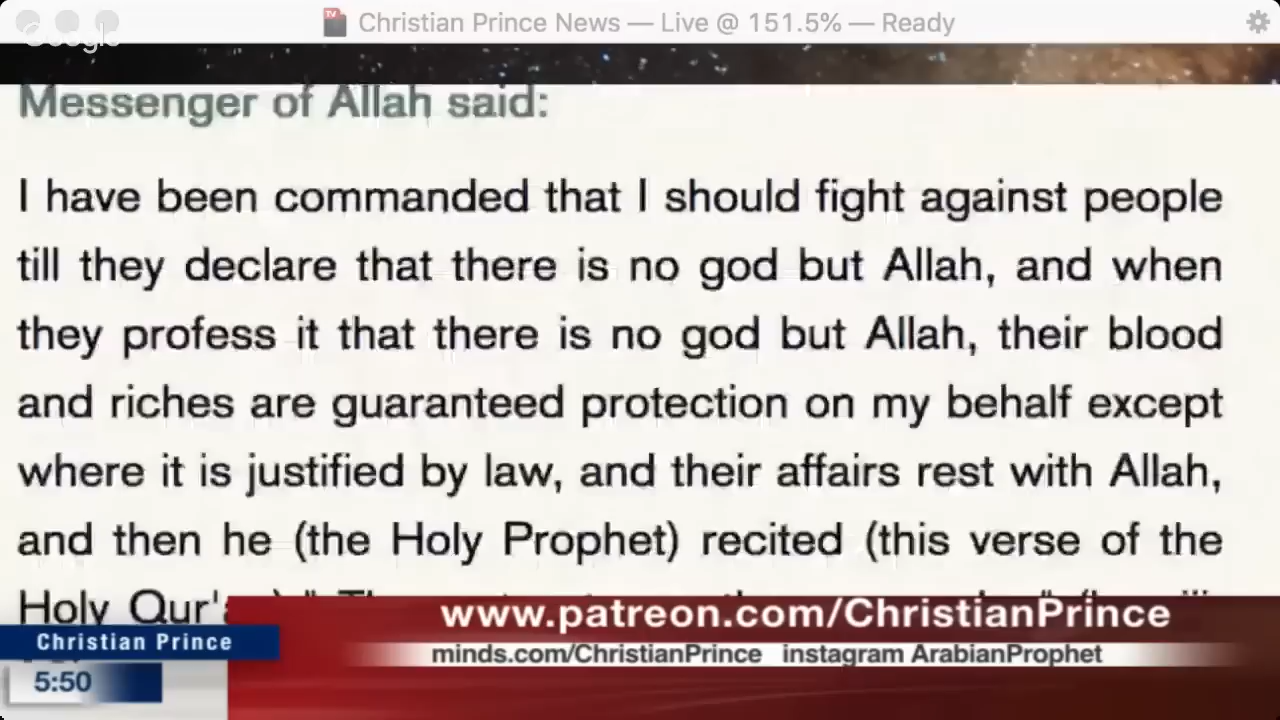 Christian Prince News — Live @ 151.5% — Ready
Google
Messenger of Allah said:
I have been commanded that I should fight against people
till they declare that there is no god but Allah, and when
they profess it that there is no god but Allah, their blood
and riches are guaranteed protection on my behalf except
where it is justified by law, and their affairs rest with Allah,
and then he (the Holy Prophet) recited (this verse of the
Holy
www.patreon.com/ChristianPrince
Christian Prince
minds.com/ChristianPrince instagram ArabianProphet
5:50